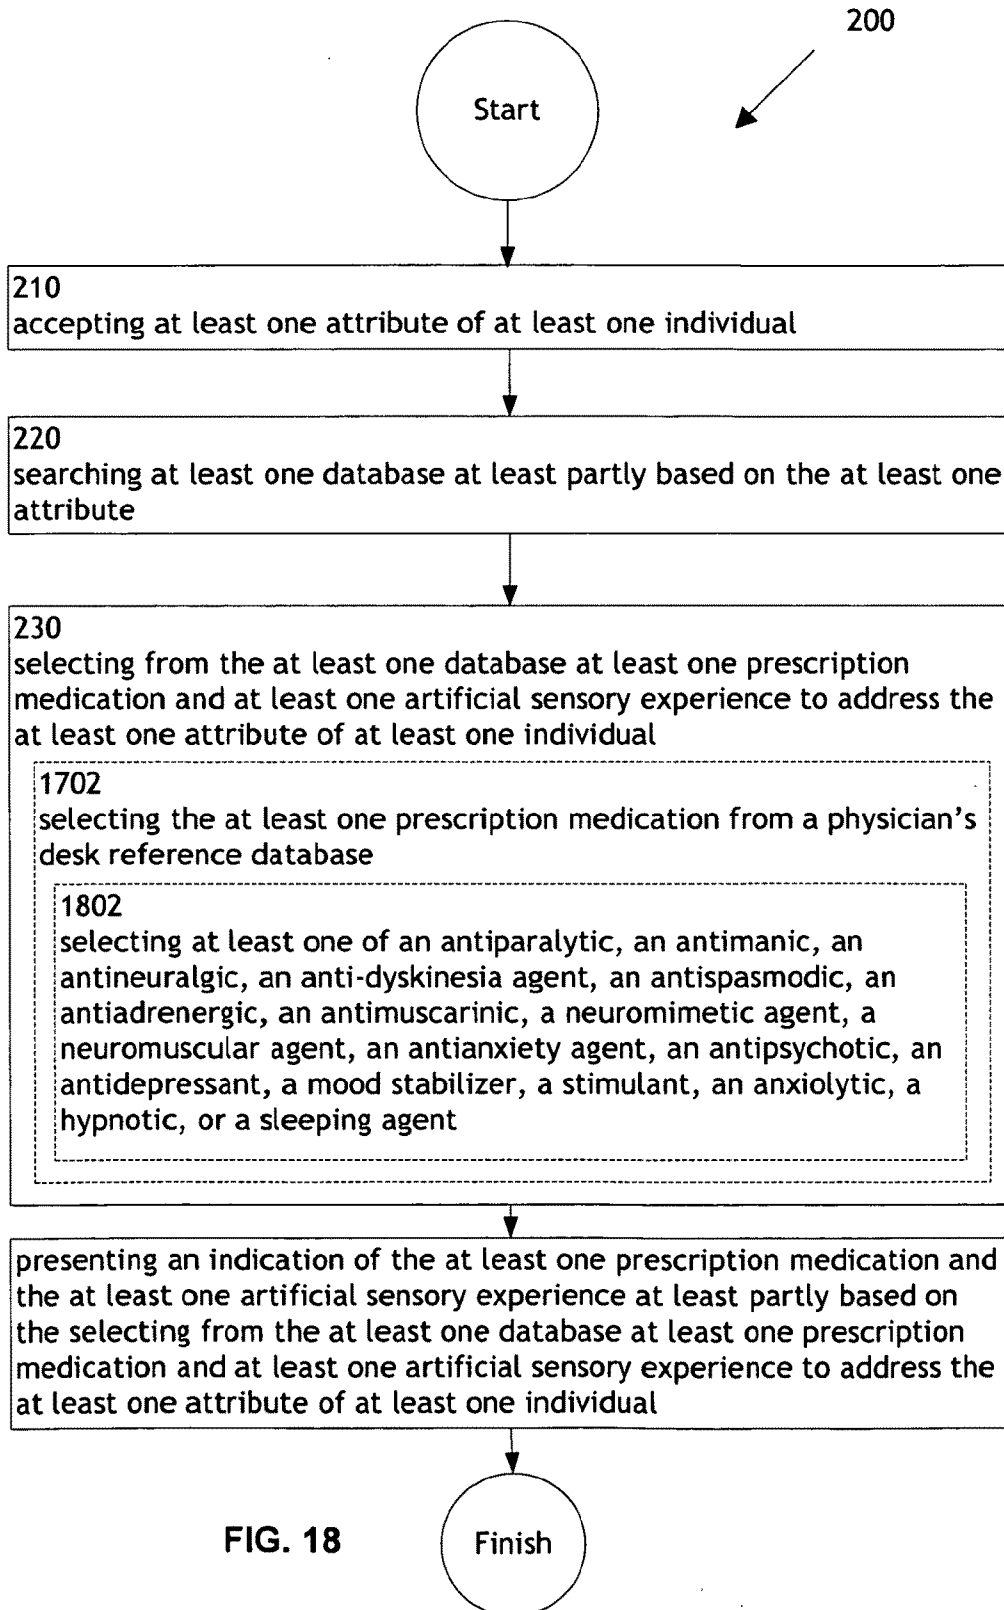 200
Start
210
accepting at least one attribute of at least one individual
220
searching at least one database at least partly based on the at least one
attribute
230
selecting from the at least one database at least one prescription
medication and at least one artificial sensory experience to address the
at least one attribute of at least one individual
1702
selecting the at least one prescription medication from a physician's
desk reference database
1802
selecting at least one of an antiparalytic, an antimanic, an
antineuralgic, an anti-dyskinesia agent, an antispasmodic, an
antiadrenergic, an antimuscarinic, a neuromimetic agent, a
neuromuscular agent, an antianxiety agent, an antipsychotic, an
antidepressant, a mood stabilizer, a stimulant, an anxiolytic, a
hypnotic, or a sleeping agent
presenting an indication of the at least one prescription medication and
the at least one artificial sensory experience at least partly based on
the selecting from the at least one database at least one prescription
medication and at least one artificial sensory experience to address the
at least one attribute of at least one individual
FIG. 18
Finish